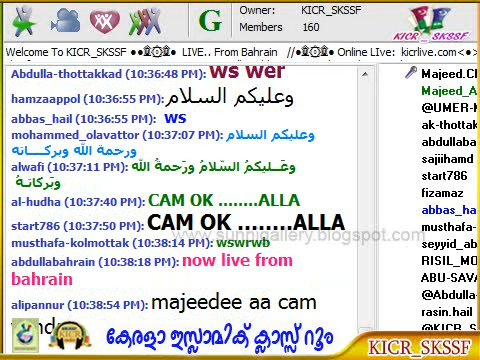 Owner: KICR_SKSSF
Members 160
KICR_SKSSF
Welcome To KICR_SKSSF ●●۩۞۩● LIVE.. From Bahrain //●۩۞۩●● Online Live: kicrlive.com<●>
Abdulla-thottakkad (10:36:48 PM): ws wer
hamzaappol (10:36:55 PM): وعليكم السلام
abbas_hail (10:36:55 PM): ws
mohammed_olavattor (10:37:07 PM): وعليكم السلام
ورحمة الله وبركـــاته
alwafi (10:37:11 PM): وعَــليكمُ السّلامُ ورَحمةُ الله
وبَركاتـهُ
al-hudha (10:37:40 PM): CAM OK ........ALLA
start786 (10:37:50 PM): CAM OK ........ALLA
sunnigallery.blogspot.com
musthafa-kolmottak (10:38:14 PM): wswrwb
abdullabahrain (10:38:18 PM): now live from
bahrain
alipannur (10:38:54 PM): majeedee aa cam
Majeed.C
Majeed_A
@UMER-M
ak-thottak
abdullaba
sajiihamd
start786
fizamaz
abbas_ha
musthafa-
seyyid_ab
RISIL_MO
ABU-SAVA
@Abdulla-
rasin.hail
@KICR_S
കേരളാ ഇസ്ലാമിക് ക്ലാസ്സ് റൂം
KICR_SKSSF